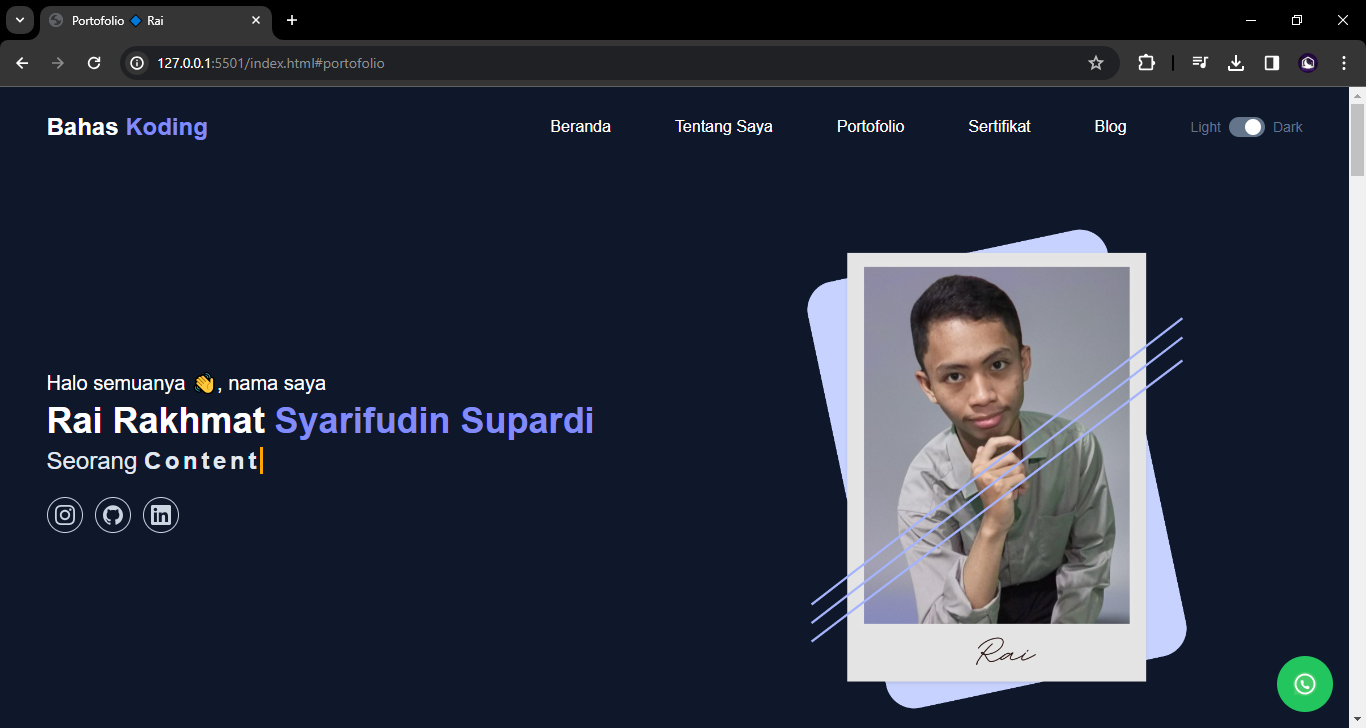 Portofolio 🔷 Rai
127.0.0.1:5501/index.html#portofolio
Bahas Koding
Beranda Tentang Saya Portofolio Sertifikat Blog Light Dark
Halo semuanya 👋, nama saya
Rai Rakhmat Syarifudin Supardi
Seorang Content
Rai